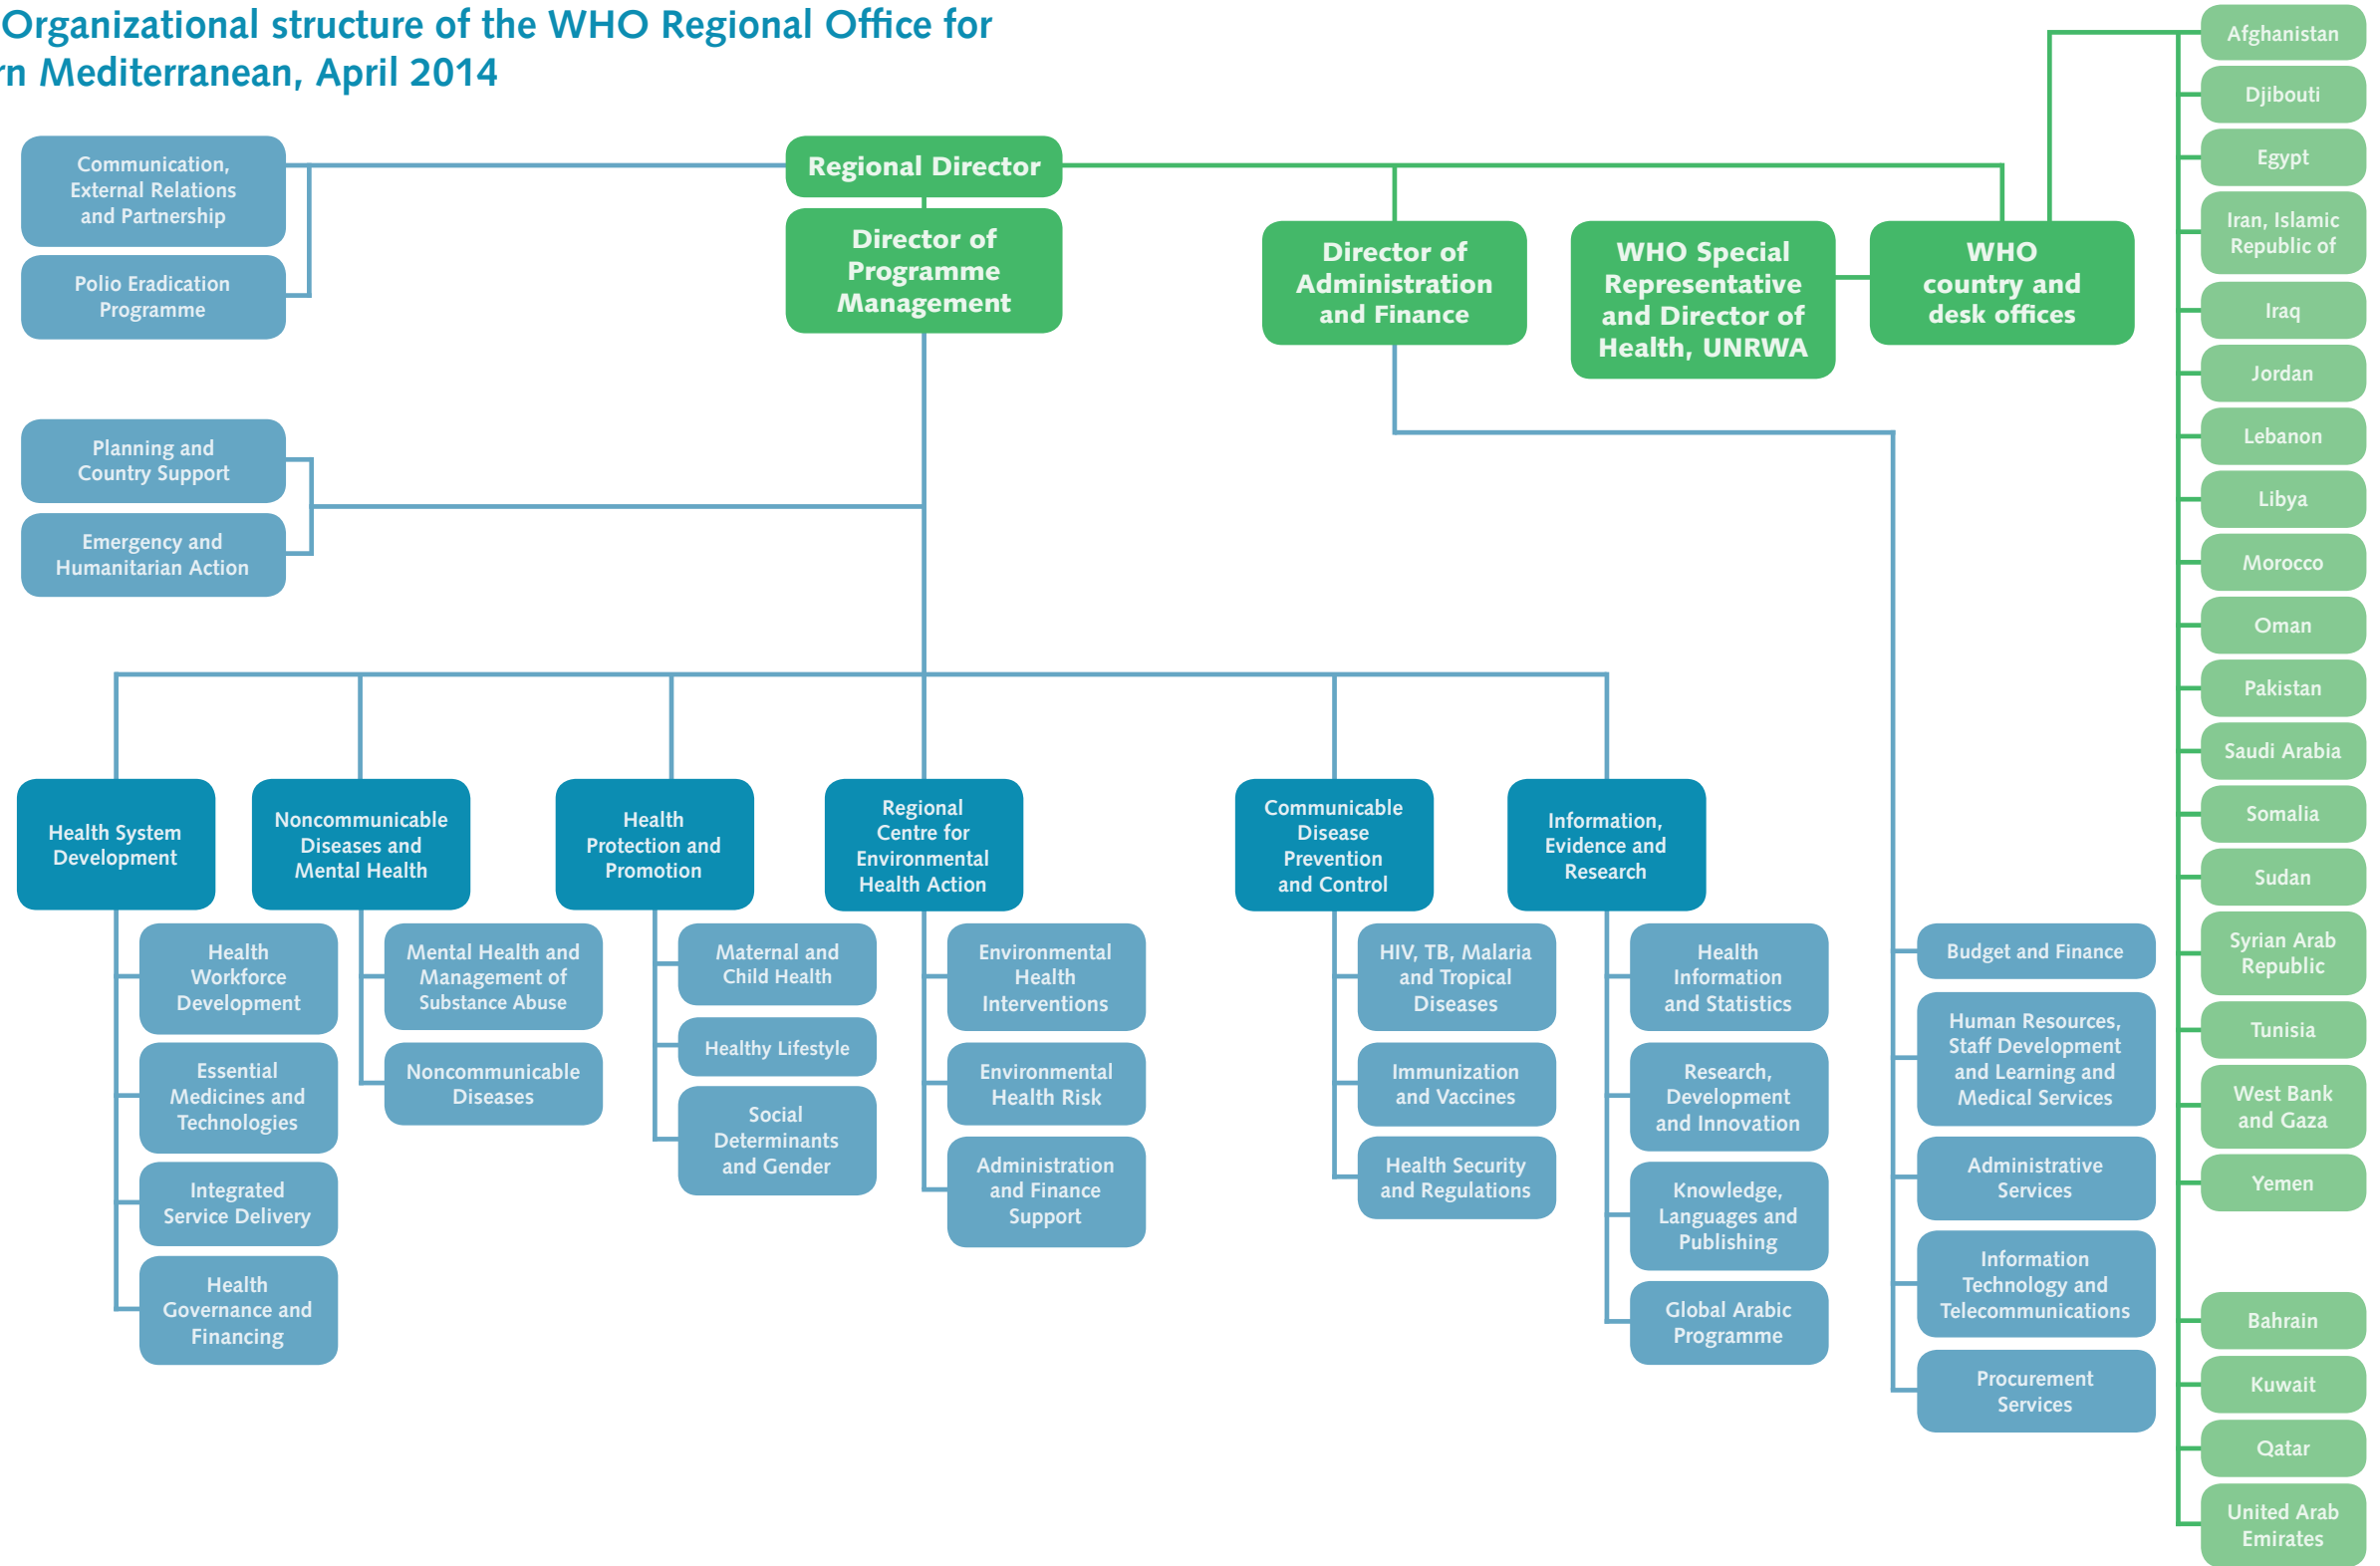 Organizational structure of the WHO Regional Office for
rn Mediterranean, April 2014
Communication,
External Relations
and Partnership
Polio Eradication
Programme
Regional Director
Director of
Programme
Management
Director of
Administration
and Finance
WHO Special
Representative
and Director of
Health, UNRWA
WHO
country and
desk offices
Planning and
Country Support
Emergency and
Humanitarian Action
Health System
Development
Health
Workforce
Development
Essential
Medicines and
Technologies
Integrated
Service Delivery
Health
Governance and
Financing
Noncommunicable
Diseases and
Mental Health
Mental Health and
Management of
Substance Abuse
Noncommunicable
Diseases
Health
Protection and
Promotion
Maternal and
Child Health
Healthy Lifestyle
Social
Determinants
and Gender
Regional
Centre for
Environmental
Health Action
Environmental
Health
Interventions
Environmental
Health Risk
Administration
and Finance
Support
Communicable
Disease
Prevention
and Control
HIV, TB, Malaria
and Tropical
Diseases
Immunization
and Vaccines
Health Security
and Regulations
Information,
Evidence and
Research
Health
Information
and Statistics
Research,
Development
and Innovation
Knowledge,
Languages and
Publishing
Global Arabic
Programme
Budget and Finance
Human Resources,
Staff Development
and Learning and
Medical Services
Administrative
Services
Information
Technology and
Telecommunications
Procurement
Services
Afghanistan
Djibouti
Egypt
Iran, Islamic
Republic of
Iraq
Jordan
Lebanon
Libya
Morocco
Oman
Pakistan
Saudi Arabia
Somalia
Sudan
Syrian Arab
Republic
Tunisia
West Bank
and Gaza
Yemen
Bahrain
Kuwait
Qatar
United Arab
Emirates